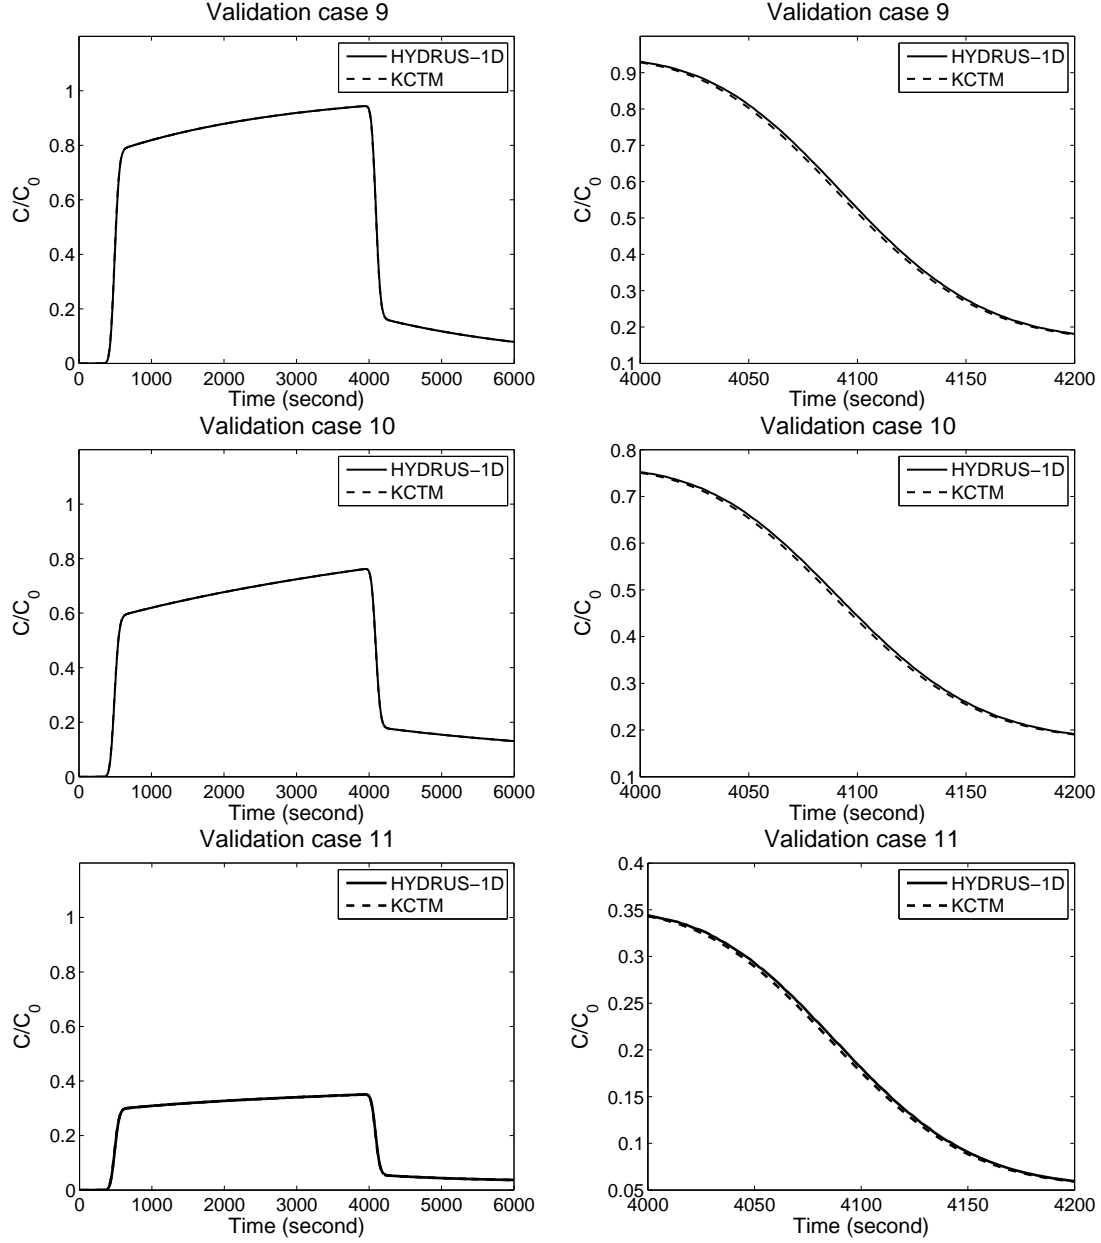 Validation case 9
HYDRUS−1D
KCTM
C/C0
1
0.8
0.6
0.4
0.2
0
0 1000 2000 3000 4000 5000 6000
Time (second)
Validation case 9
HYDRUS−1D
KCTM
C/C0
0.9
0.8
0.7
0.6
0.5
0.4
0.3
0.2
0.1
4000 4050 4100 4150 4200
Time (second)
Validation case 10
HYDRUS−1D
KCTM
C/C0
1
0.8
0.6
0.4
0.2
0
0 1000 2000 3000 4000 5000 6000
Time (second)
Validation case 10
HYDRUS−1D
KCTM
C/C0
0.8
0.7
0.6
0.5
0.4
0.3
0.2
0.1
4000 4050 4100 4150 4200
Time (second)
Validation case 11
HYDRUS−1D
KCTM
C/C0
1
0.8
0.6
0.4
0.2
0
0 1000 2000 3000 4000 5000 6000
Time (second)
Validation case 11
HYDRUS−1D
KCTM
C/C0
0.4
0.35
0.3
0.25
0.2
0.15
0.1
0.05
4000 4050 4100 4150 4200
Time (second)